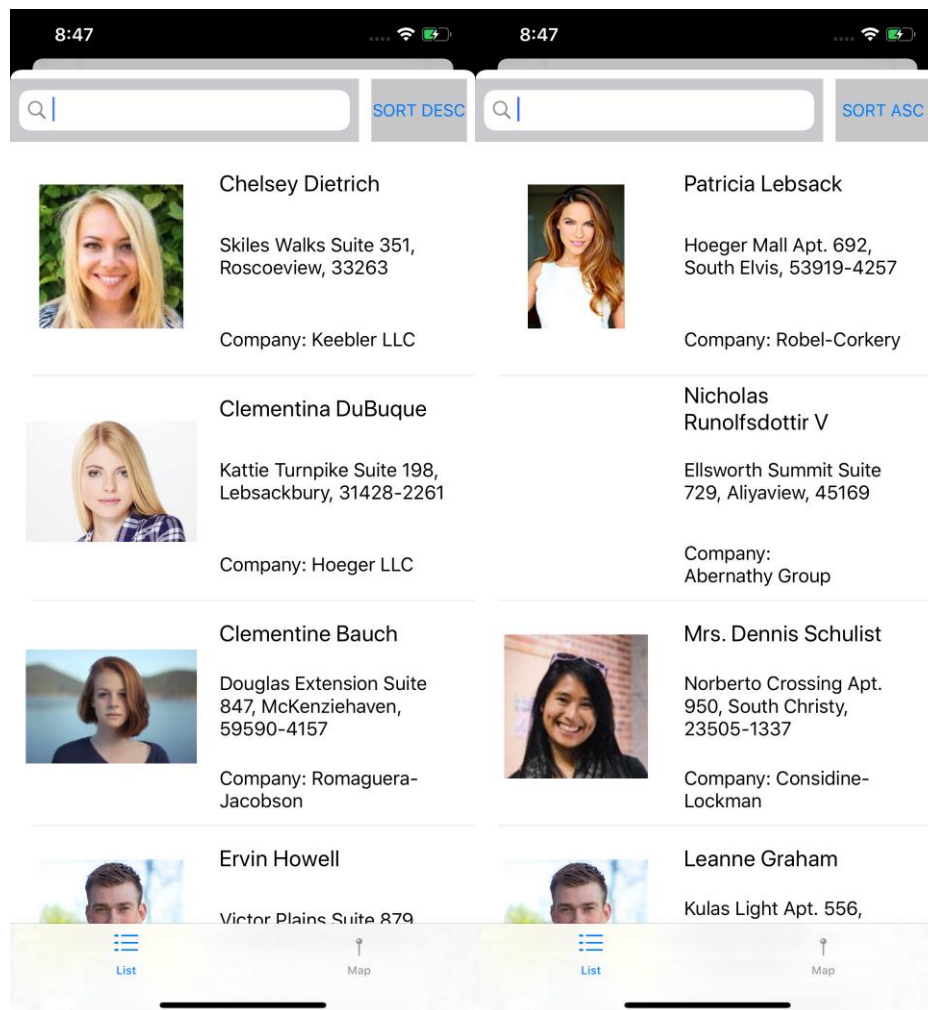 8:47
SORT DESC
Chelsey Dietrich
Skiles Walks Suite 351,
Roscoeview, 33263
Company: Keebler LLC
Clementina DuBuque
Kattie Turnpike Suite 198,
Lebsackbury, 31428-2261
Company: Hoeger LLC
Clementine Bauch
Douglas Extension Suite
847, McKenziehaven,
59590-4157
Company: Romaguera-
Jacobson
Ervin Howell
Victor Plains Suite 879
List
Map
8:47
SORT ASC
Patricia Lebsack
Hoeger Mall Apt. 692,
South Elvis, 53919-4257
Company: Robel-Corkery
Nicholas
Runolfsdottir V
Ellsworth Summit Suite
729, Aliyaview, 45169
Company:
Abernathy Group
Mrs. Dennis Schulist
Norberto Crossing Apt.
950, South Christy,
23505-1337
Company: Considine-
Lockman
Leanne Graham
Kulas Light Apt. 556,
List
Map